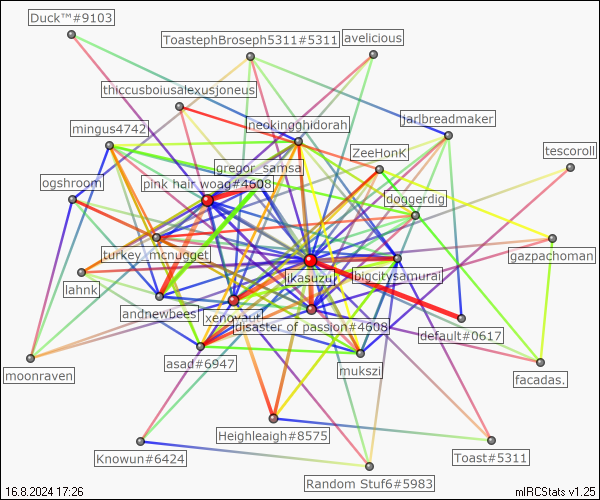 Duck™#9103
ToastephBroseph5311#5311
avelicious
thiccusboiusalexusjoneus
mingus4742
neokingghidorah
jarlbreadmaker
ZeeHonK
tescoroll
gregor_samsa
ogshroom
pink hair woag#4608
doggerdig
turkey_mcnugget
gazpachoman
lahnk
ikasuzu
bigcitysamurai
andnewbees
xenovaut
disaster of passion#4608
default#0617
asad#6947
mukszi
moonraven
facadas.
Heighleaigh#8575
Knowun#6424
Toast#5311
Random Stuf6#5983
16.8.2024 17:26
mIRCStats v1.25